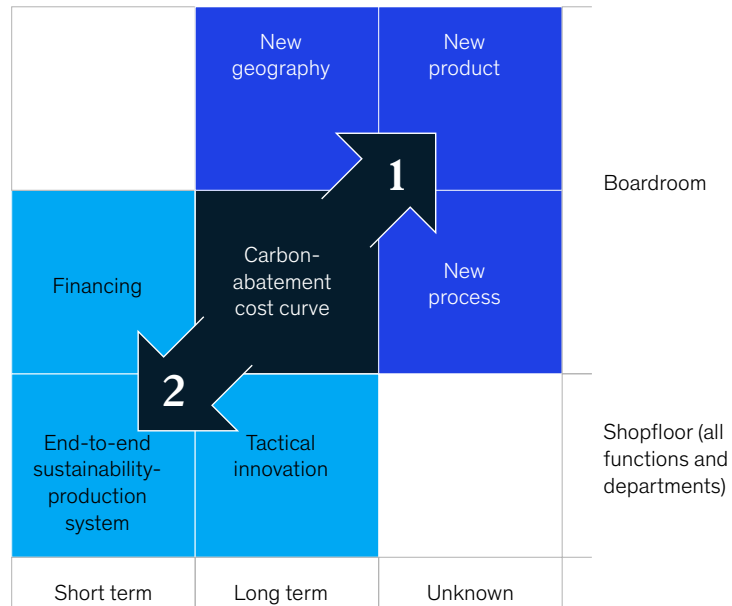 New
geography
New
product
1
Boardroom
Financing
Carbon-
abatement
cost curve
New
process
2
End-to-end
sustainability-
production
system
Tactical
innovation
Shopfloor (all
functions and
departments)
Short term
Long term
Unknown